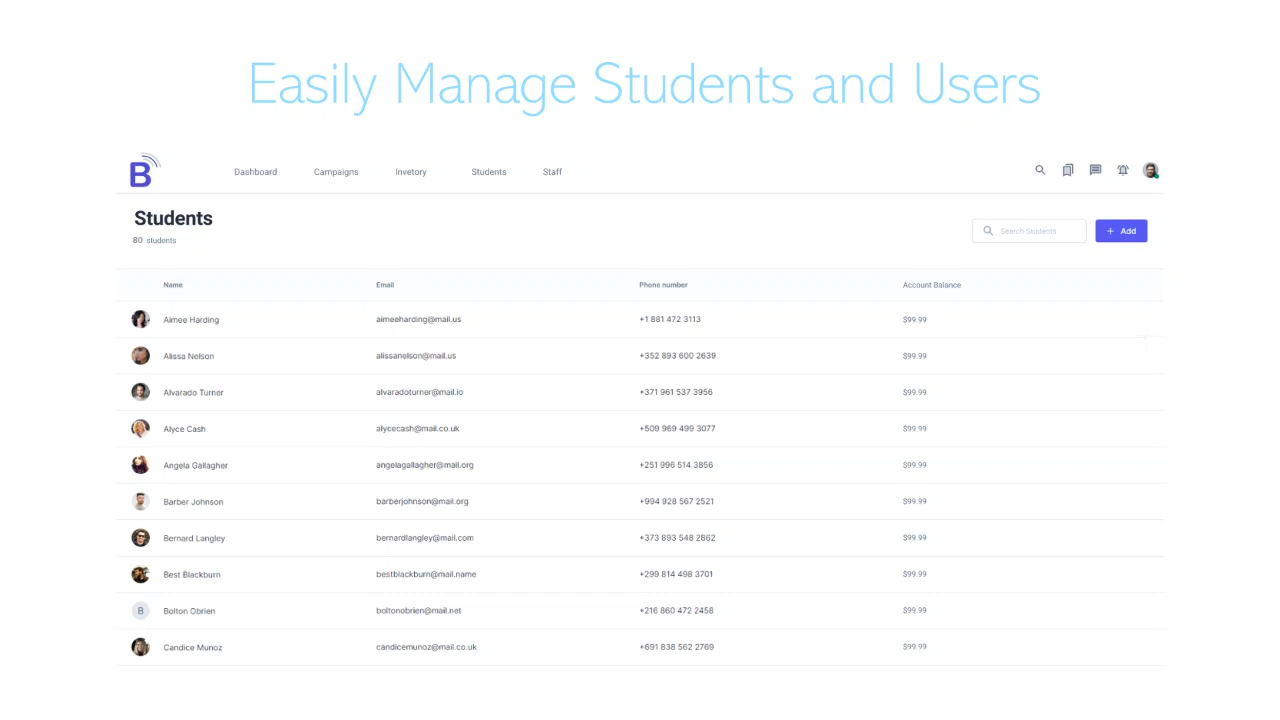 Easily Manage Students and Users
B Dashboard Campaigns Invetory Students Staff
Students
80 students
Search Students + Add
Name Email Phone number Account Balance
Aimee Harding aimeeharding@mail.us +1 881 472 3113 $99.99
Alissa Nelson alissanelson@mail.us +352 893 600 2639 $99.99
Alvarado Turner alvaradoturner@mail.io +371 961 537 3956 $99.99
Alyce Cash alycecash@mail.co.uk +509 969 499 3077 $99.99
Angela Gallagher angelagallagher@mail.org +251 996 514 3856 $99.99
Barber Johnson barberjohnson@mail.org +994 928 567 2521 $99.99
Bernard Langley bernardlangley@mail.com +373 893 548 2862 $99.99
Best Blackburn bestblackburn@mail.name +299 814 498 3701 $99.99
B Bolton Obrien boltonobrien@mail.net +216 860 472 2458 $99.99
Candice Munoz candicemunoz@mail.co.uk +691 838 562 2769 $99.99